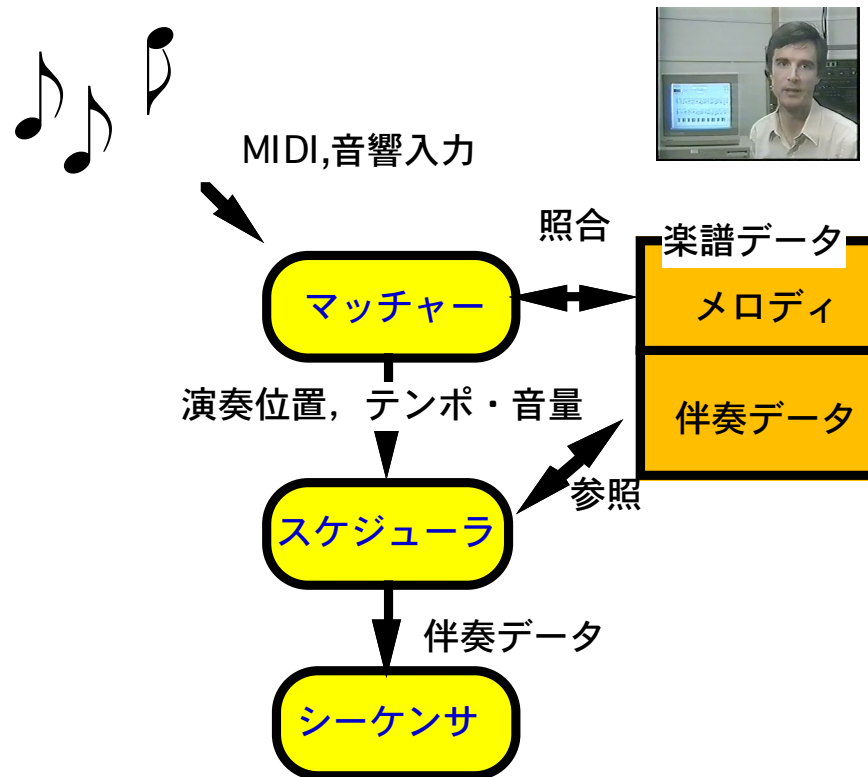 MIDI,音響入力
照合
楽譜データ
マッチャー
メロディ
演奏位置，テンポ・音量
伴奏データ
参照
スケジューラ
伴奏データ
シーケンサ